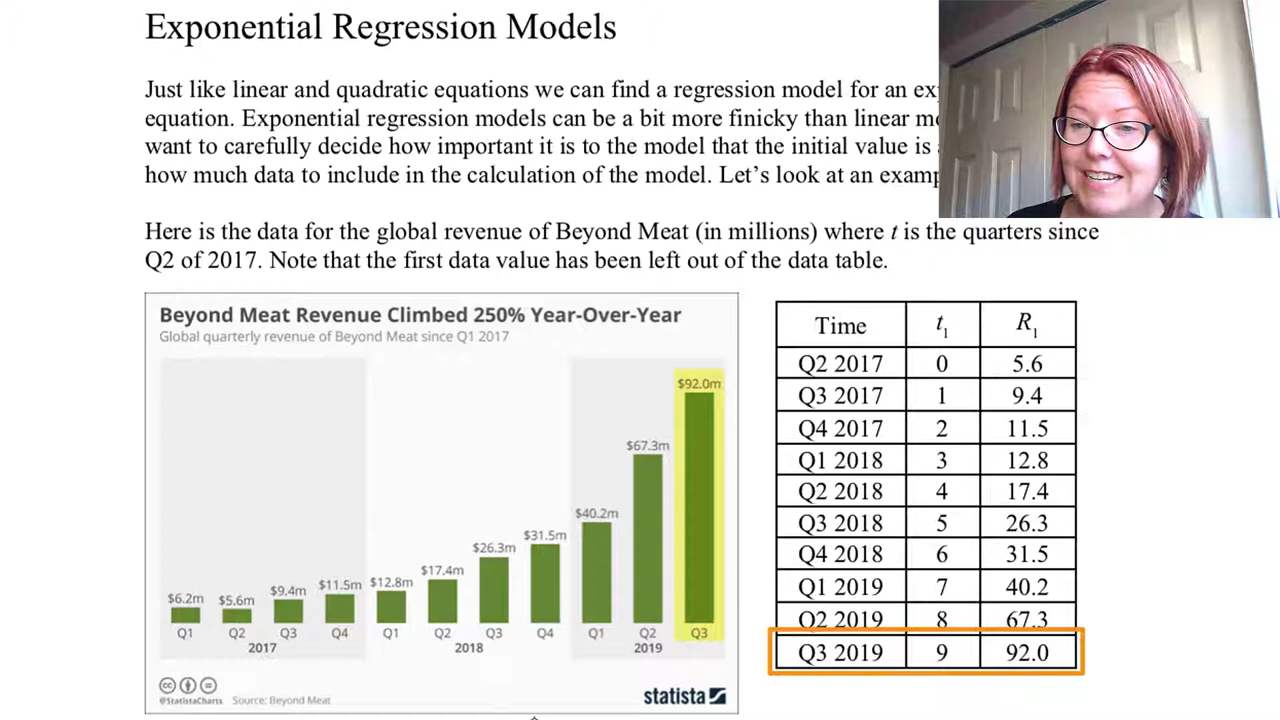 Exponential Regression Models
Just like linear and quadratic equations we can find a regression model for an
equation. Exponential regression models can be a bit more finicky than linear
want to carefully decide how important it is to the model that the initial value is
how much data to include in the calculation of the model. Let's look at an
Here is the data for the global revenue of Beyond Meat (in millions) where t is the quarters since
Q2 of 2017. Note that the first data value has been left out of the data table.
Beyond Meat Revenue Climbed 250% Year-Over-Year
Global quarterly revenue of Beyond Meat since Q1 2017
$6.2m $5.6m $9.4m $11.5m $12.8m $17.4m $26.3m $31.5m $40.2m $67.3m $92.0m
Q1 Q2 Q3 Q4 Q1 Q2 Q3 Q4 Q1 Q2 Q3
2017 2018 2019
@StatistaCharts Source: Beyond Meat
statista
Time t1 R1
Q2 2017 0 5.6
Q3 2017 1 9.4
Q4 2017 2 11.5
Q1 2018 3 12.8
Q2 2018 4 17.4
Q3 2018 5 26.3
Q4 2018 6 31.5
Q1 2019 7 40.2
Q2 2019 8 67.3
Q3 2019 9 92.0